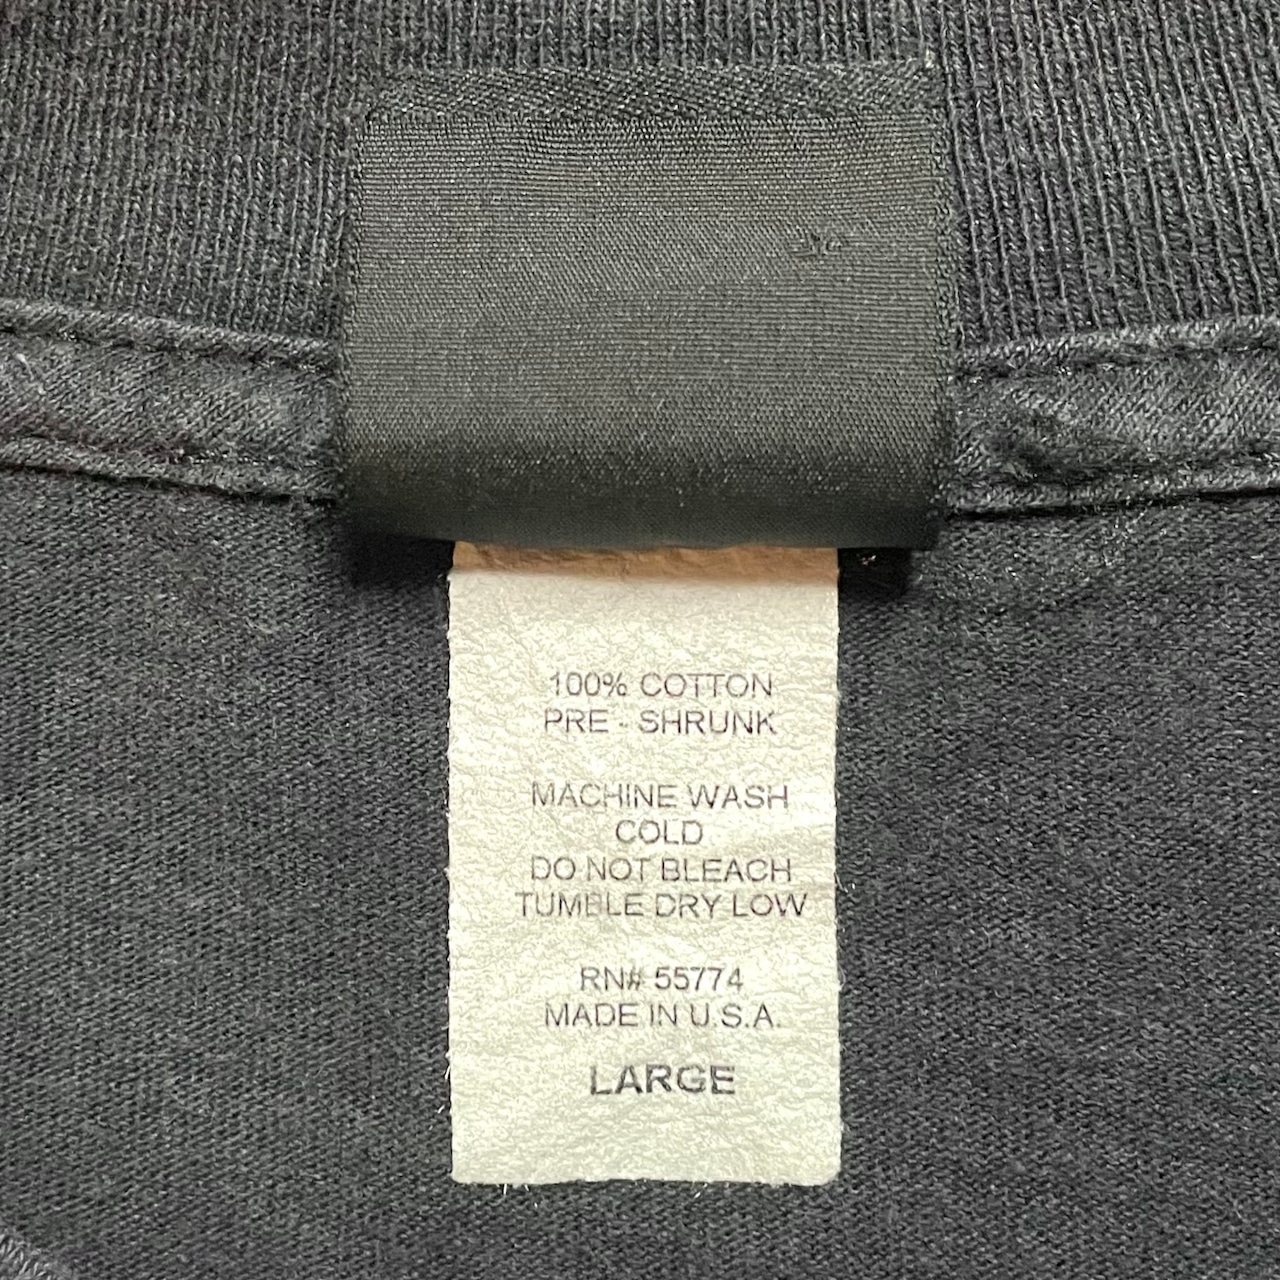 100% COTTON
PRE - SHRUNK
MACHINE WASH
COLD
DO NOT BLEACH
TUMBLE DRY LOW
RN# 55774
MADE IN U.S.A.
LARGE